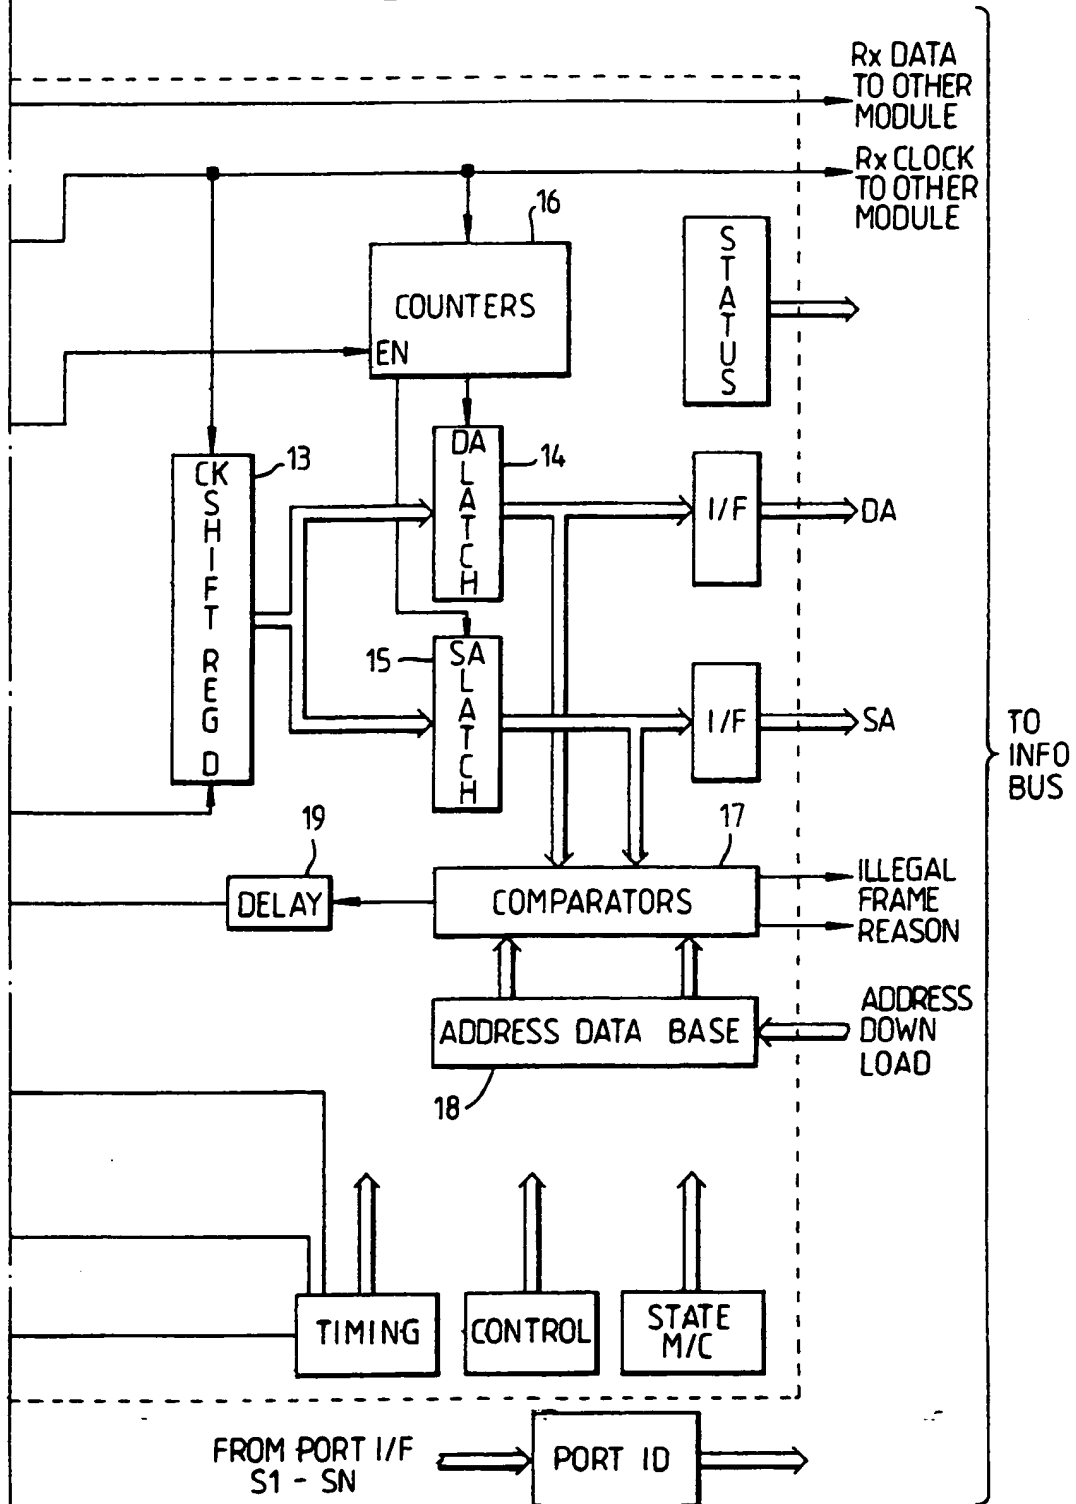 Rx DATA
TO OTHER
MODULE
Rx CLOCK
TO OTHER
MODULE
16
COUNTERS
EN
STATUS
13
CK
SHIFT REG
D
DA
LATCH
14
I/F
DA
15
SA
LATCH
I/F
SA
TO
INFO
BUS
19
DELAY
17
COMPARATORS
ILLEGAL
FRAME
REASON
ADDRESS DATA BASE
18
ADDRESS
DOWN
LOAD
TIMING
CONTROL
STATE
M/C
FROM PORT I/F
S1 - SN
PORT ID